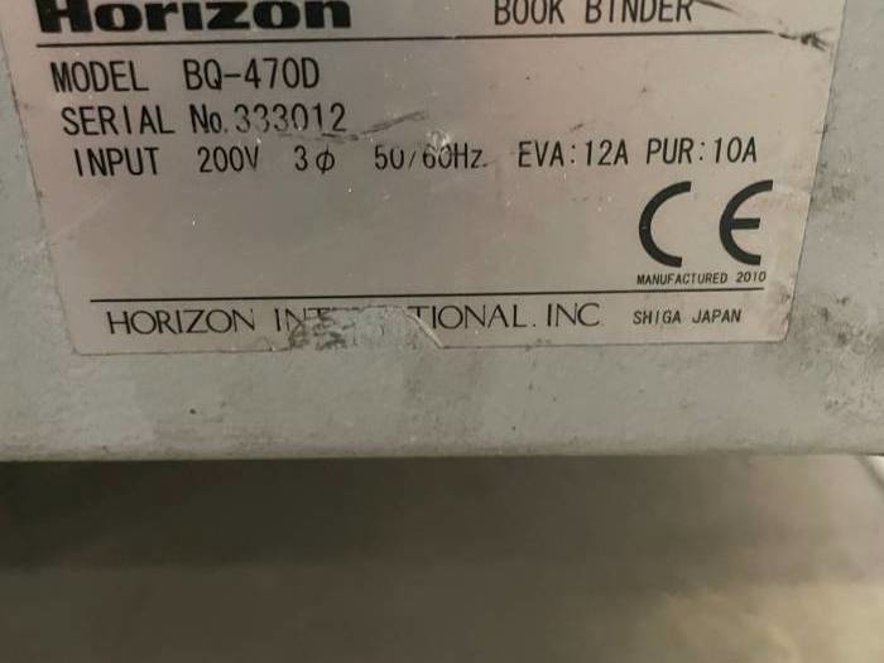 Horizon BOOK BINDER
MODEL BQ-470D
SERIAL No.333012
INPUT 200V 3φ 50/60Hz. EVA:12A PUR:10A
CE
MANUFACTURED 2010
HORIZON INC. SHIGA JAPAN